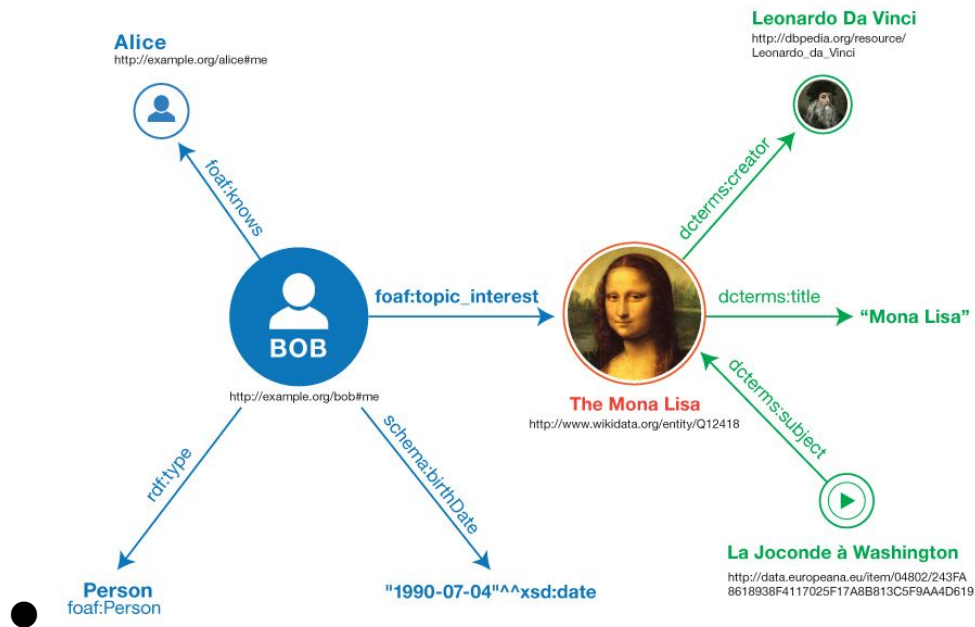 Alice
http://example.org/alice#me
Leonardo Da Vinci
http://dbpedia.org/resource/
Leonardo_da_Vinci
foaf:knows
dcterms:creator
foaf:topic_interest
dcterms:title
“Mona Lisa”
BOB
http://example.org/bob#me
The Mona Lisa
http://www.wikidata.org/entity/Q12418
dcterms:subject
rdf:type
schema:birthDate
La Joconde à Washington
http://data.europeana.eu/item/04802/243FA
8618938F4117025F17A8B813C5F9AA4D619
Person
foaf:Person
"1990-07-04"^^xsd:date